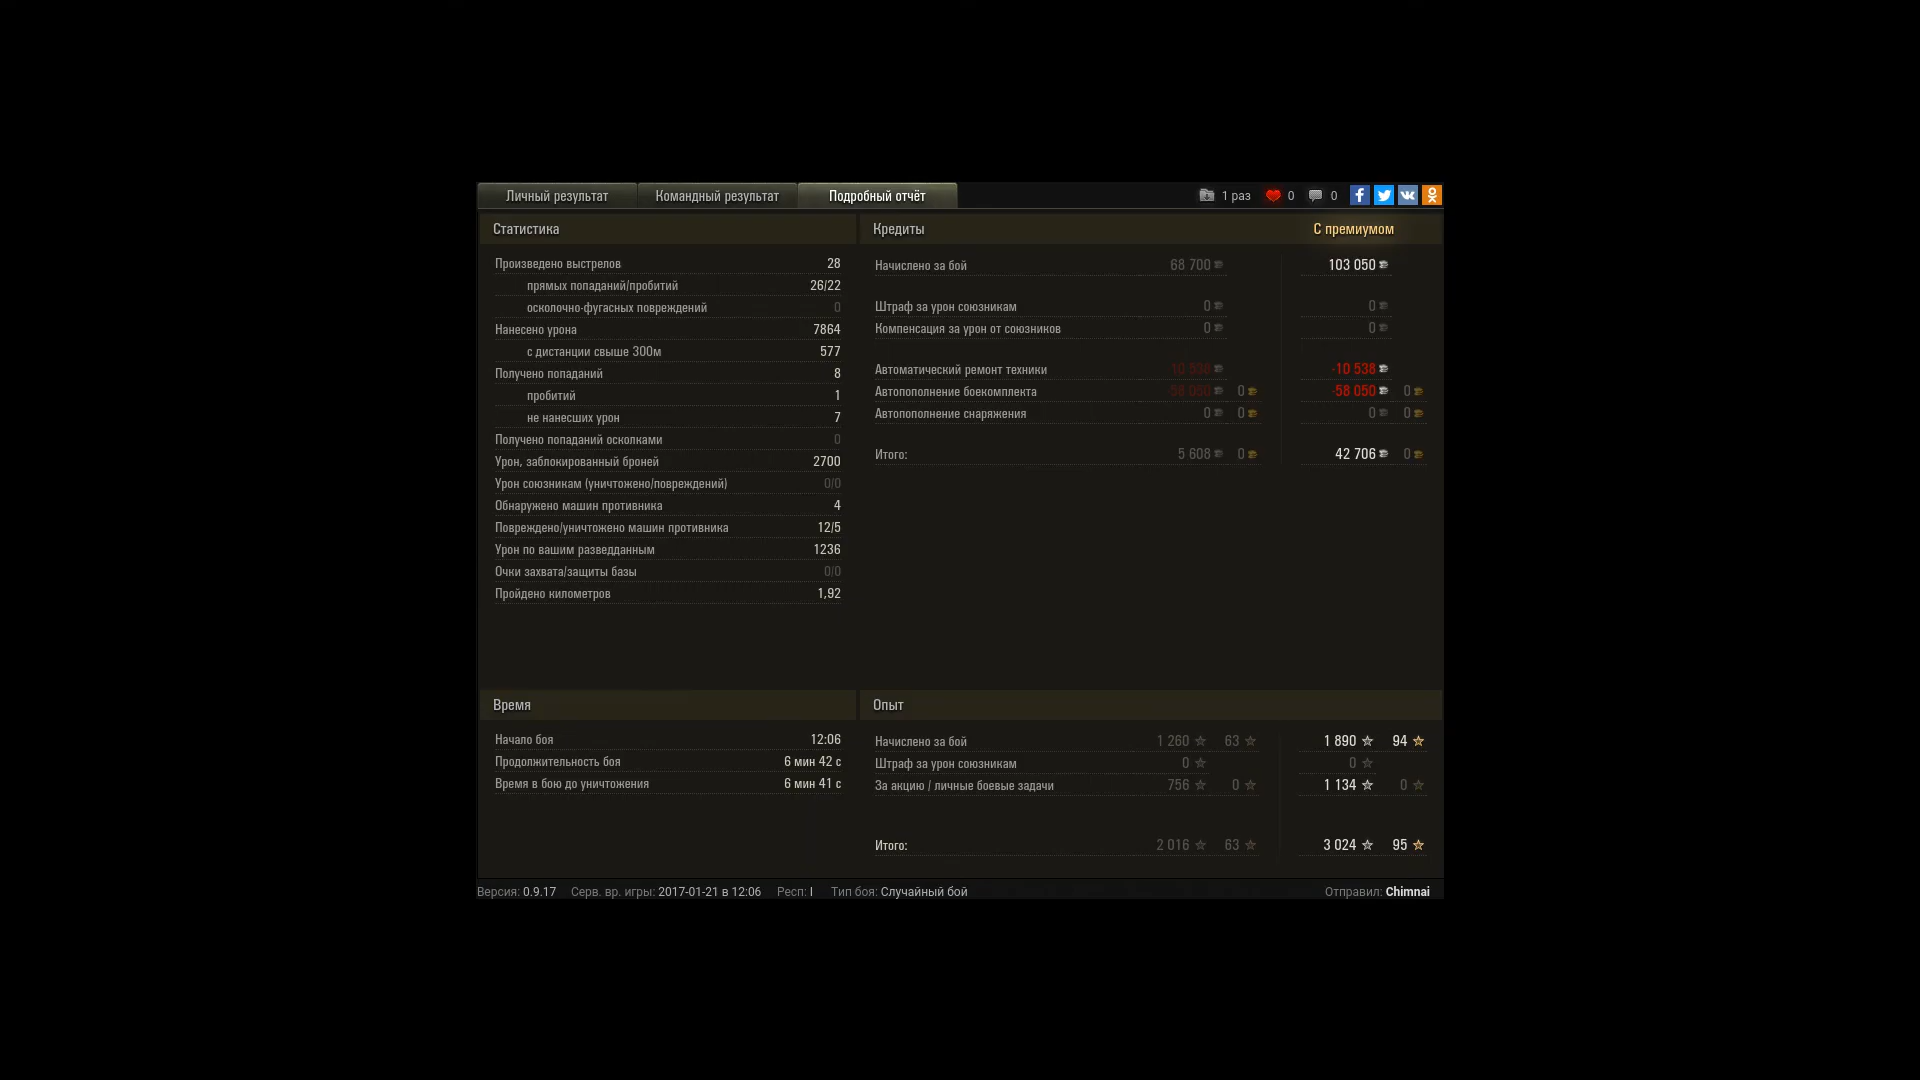 Личный результат Командный результат Подробный отчёт 1 раз 0 0
Статистика
Произведено выстрелов 28
прямых попаданий/пробитий 26/22
осколочно-фугасных повреждений 0
Нанесено урона 7864
с дистанции свыше 300м 577
Получено попаданий 8
пробитий 1
не нанесших урон 7
Получено попаданий осколками 0
Урон, заблокированный броней 2700
Урон союзникам (уничтожено/повреждений) 0/0
Обнаружено машин противника 4
Повреждено/уничтожено машин противника 12/5
Урон по вашим разведданным 1236
Очки захвата/защиты базы 0/0
Пройдено километров 1,92
Кредиты С премиумом
Начислено за бой 68 700 103 050
Штраф за урон союзникам 0 0
Компенсация за урон от союзников 0 0
Автоматический ремонт техники -10 538 -10 538
Автопополнение боекомплекта -58 050 0 -58 050 0
Автопополнение снаряжения 0 0 0 0
Итого: 5 608 0 42 706 0
Время
Начало боя 12:06
Продолжительность боя 6 мин 42 с
Время в бою до уничтожения 6 мин 41 с
Опыт
Начислено за бой 1 260 63 1 890 94
Штраф за урон союзникам 0 0
За акцию / личные боевые задачи 756 0 1 134 0
Итого: 2 016 63 3 024 95
Версия: 0.9.17 Серв. вр. игры: 2017-01-21 в 12:06 Респ: I Тип боя: Случайный бой Отправил: Chimnai